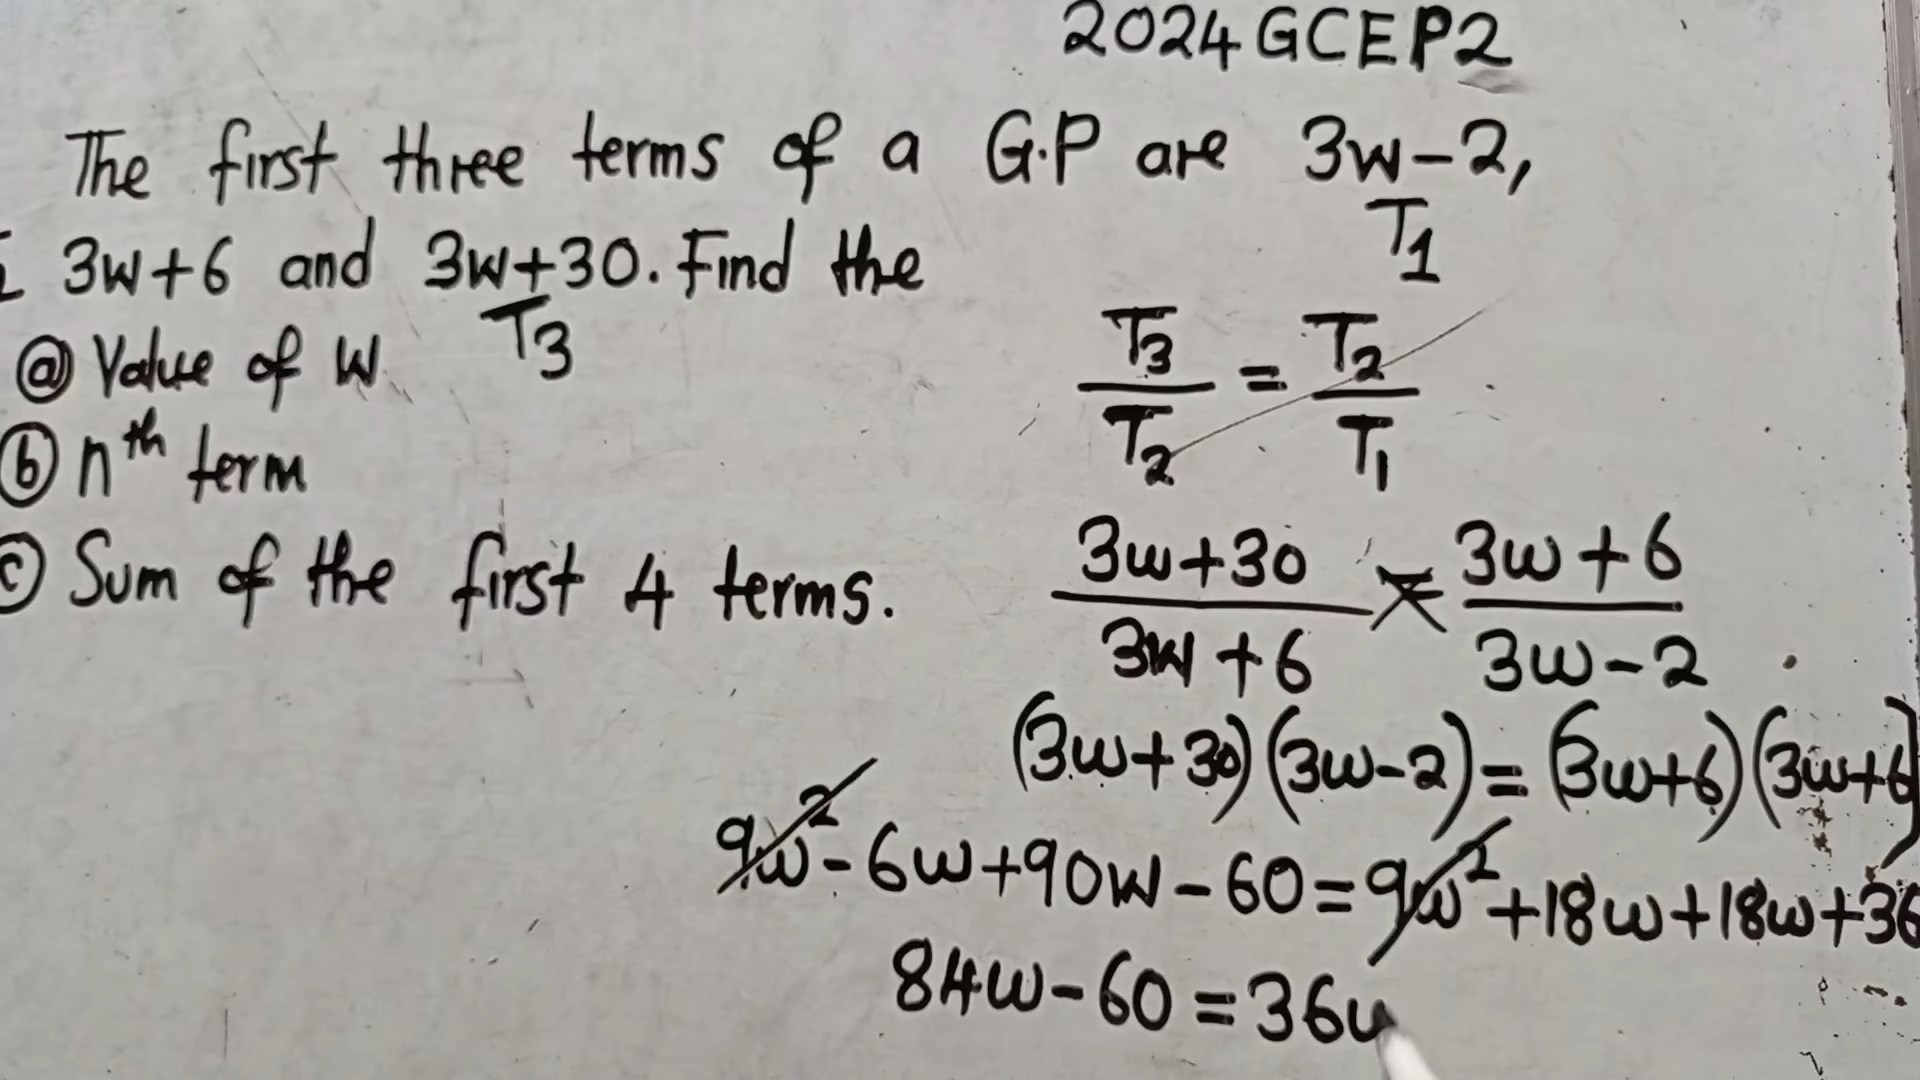 2024 GCE P2
The first three terms of a G.P are 3w-2,
T1
3w+6 and 3w+30. Find the
T3
(a) Value of w
(b) nth term
(c) Sum of the first 4 terms.
T3/T2 = T2/T1
(3w+30)/(3w+6) = (3w+6)/(3w-2)
(3w+30)(3w-2) = (3w+6)(3w+6)
9w²-6w+90w-60=9w²+18w+18w+36
84w-60=36w